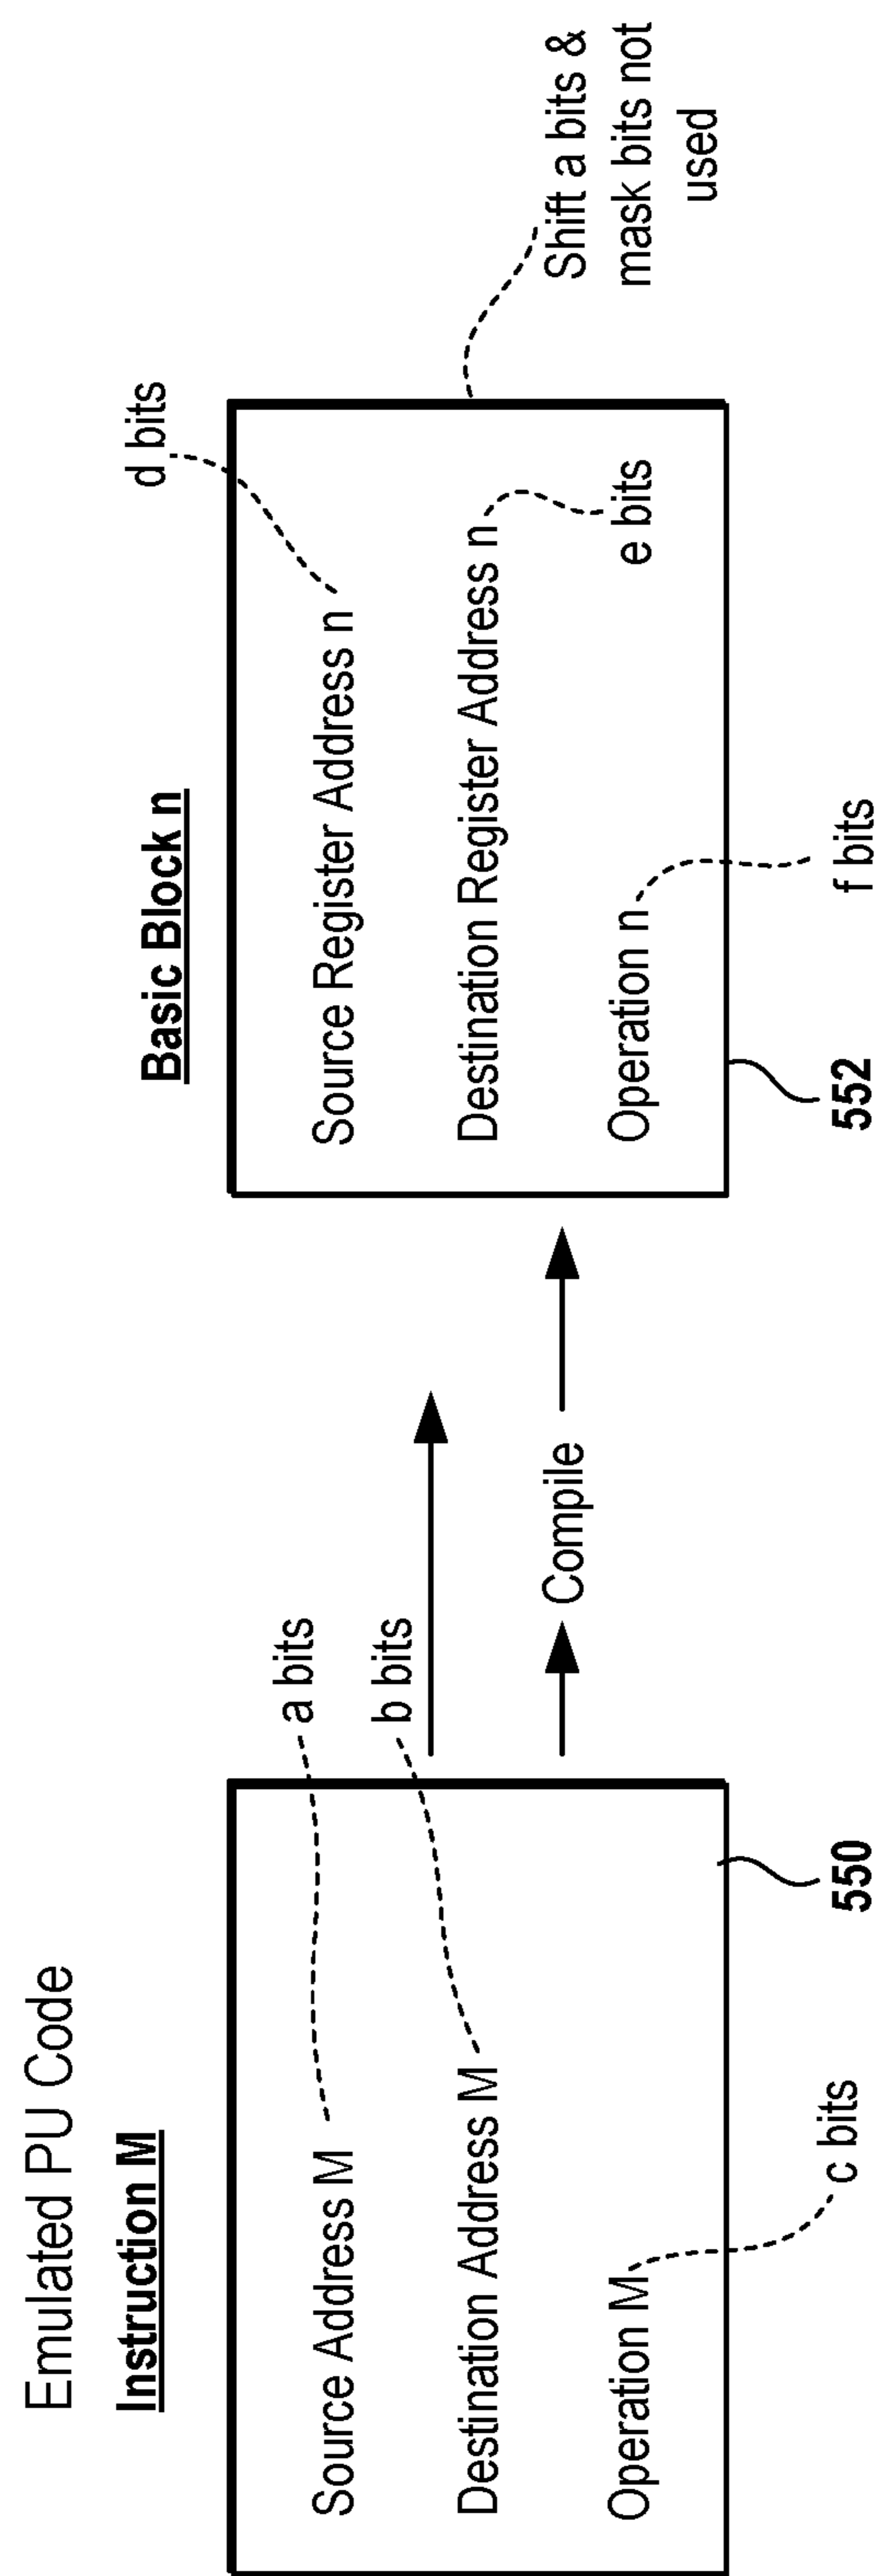 Emulated PU Code
Instruction M
Source Address M
a bits
Destination Address M
b bits
Operation M
c bits
550
Compile
Basic Block n
Source Register Address n
d bits
Destination Register Address n
e bits
Operation n
f bits
552
Shift a bits &
mask bits not
used